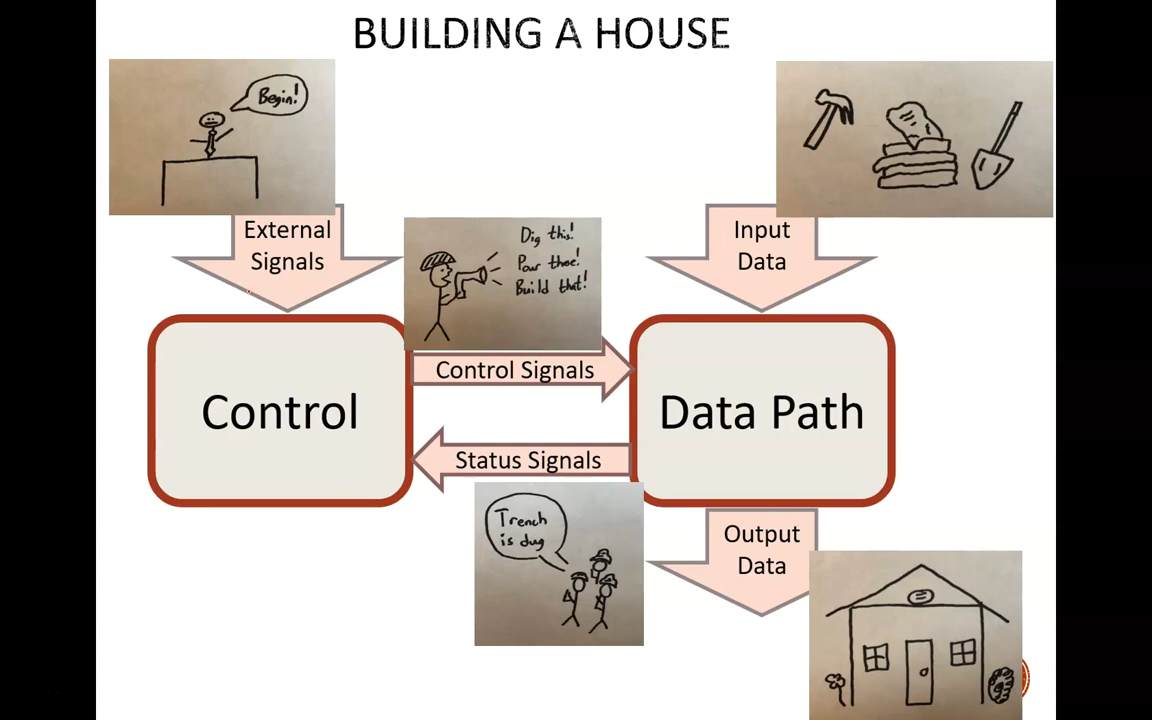 BUILDING A HOUSE
Begin!
External
Signals
Dig this!
Pour there!
Build that!
Input
Data
Control Signals
Control
Data Path
Status Signals
Trench
is dug
Output
Data